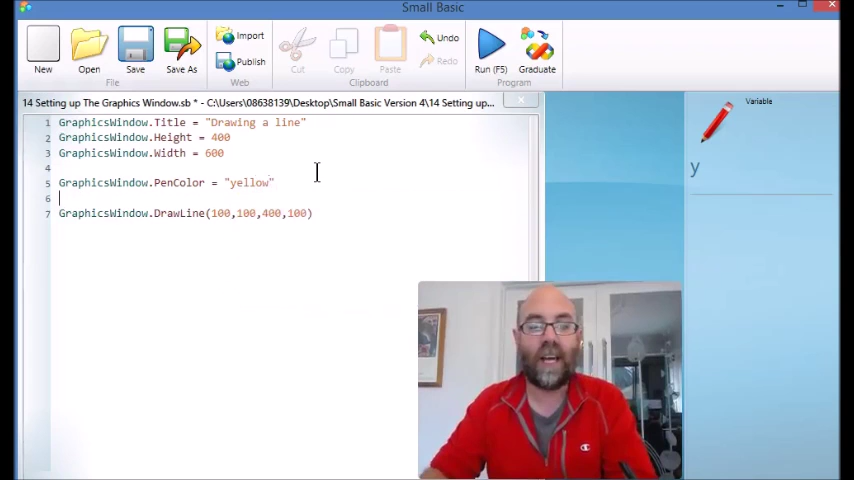 Small Basic
New
Open
Save
Save As
Import
Publish
Cut
Copy
Paste
Undo
Redo
Run (F5)
Graduate
File
Web
Clipboard
Program
14 Setting up The Graphics Window.sb * - C:\Users\08638139\Desktop\Small Basic Version 4\14 Setting up...
1 GraphicsWindow.Title = "Drawing a line"
2 GraphicsWindow.Height = 400
3 GraphicsWindow.Width = 600
4
5 GraphicsWindow.PenColor = "yellow"
6
7 GraphicsWindow.DrawLine(100,100,400,100)
Variable
y